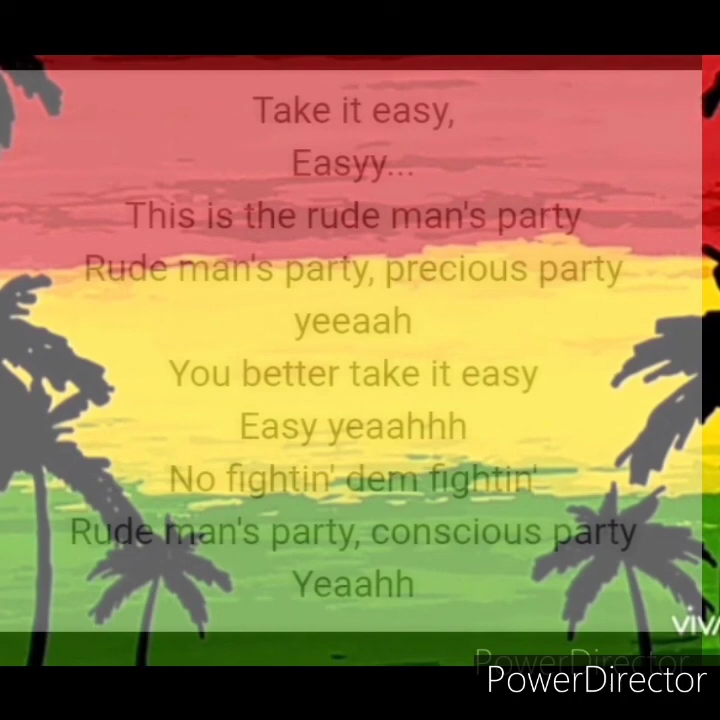 Take it easy,
Easyy...
This is the rude man's party
Rude man's party, precious party
yeeaah
You better take it easy
Easy yeaahhh
No fightin' dem fightin'
Rude man's party, conscious party
Yeaahh
PowerDirector
PowerDirector